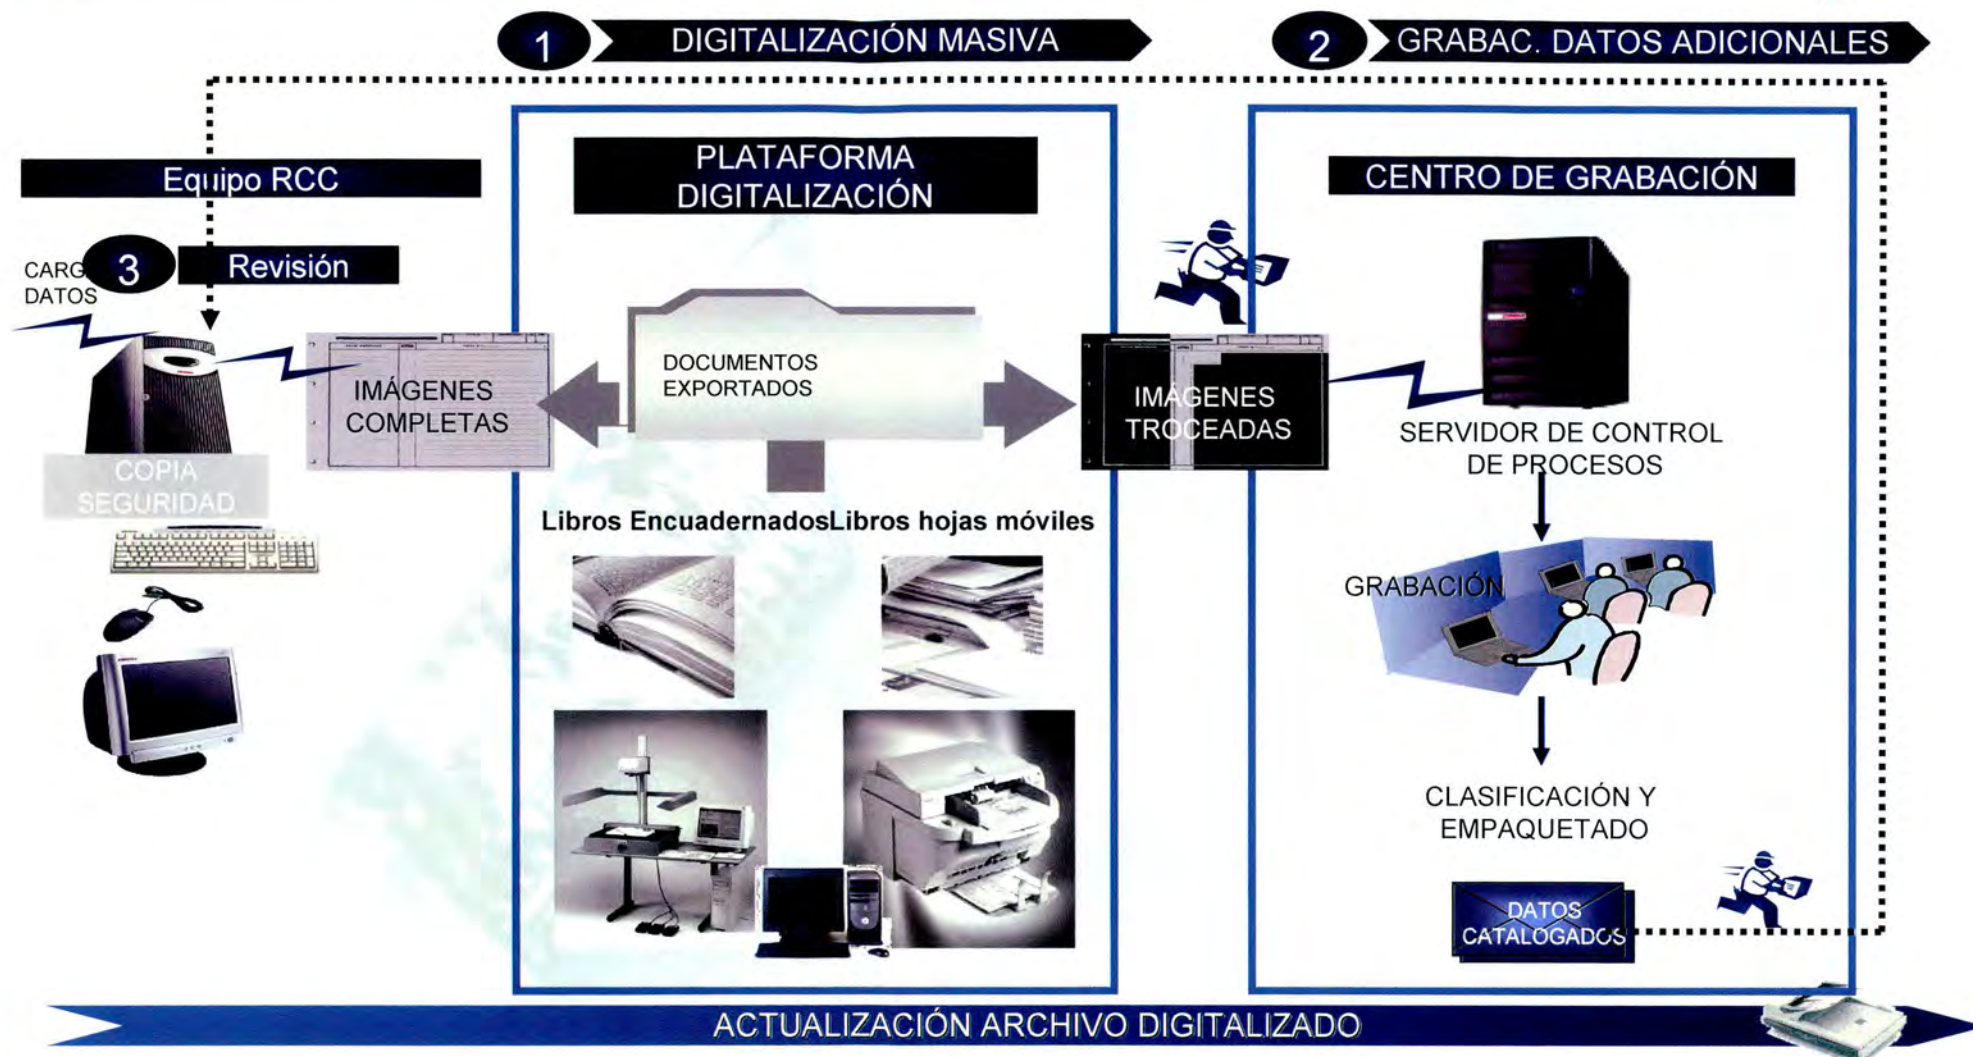 1
DIGITALIZACIÓN MASIVA
2
GRABAC. DATOS ADICIONALES
Equipo RCC
3
Revisión
CARG
DATOS
COPIA
SEGURIDAD
IMÁGENES
COMPLETAS
PLATAFORMA
DIGITALIZACIÓN
DOCUMENTOS
EXPORTADOS
Libros EncuadernadosLibros hojas móviles
IMÁGENES
TROCEADAS
CENTRO DE GRABACIÓN
SERVIDOR DE CONTROL
DE PROCESOS
GRABACIÓN
CLASIFICACIÓN Y
EMPAQUETADO
DATOS
CATALOGADOS
ACTUALIZACIÓN ARCHIVO DIGITALIZADO